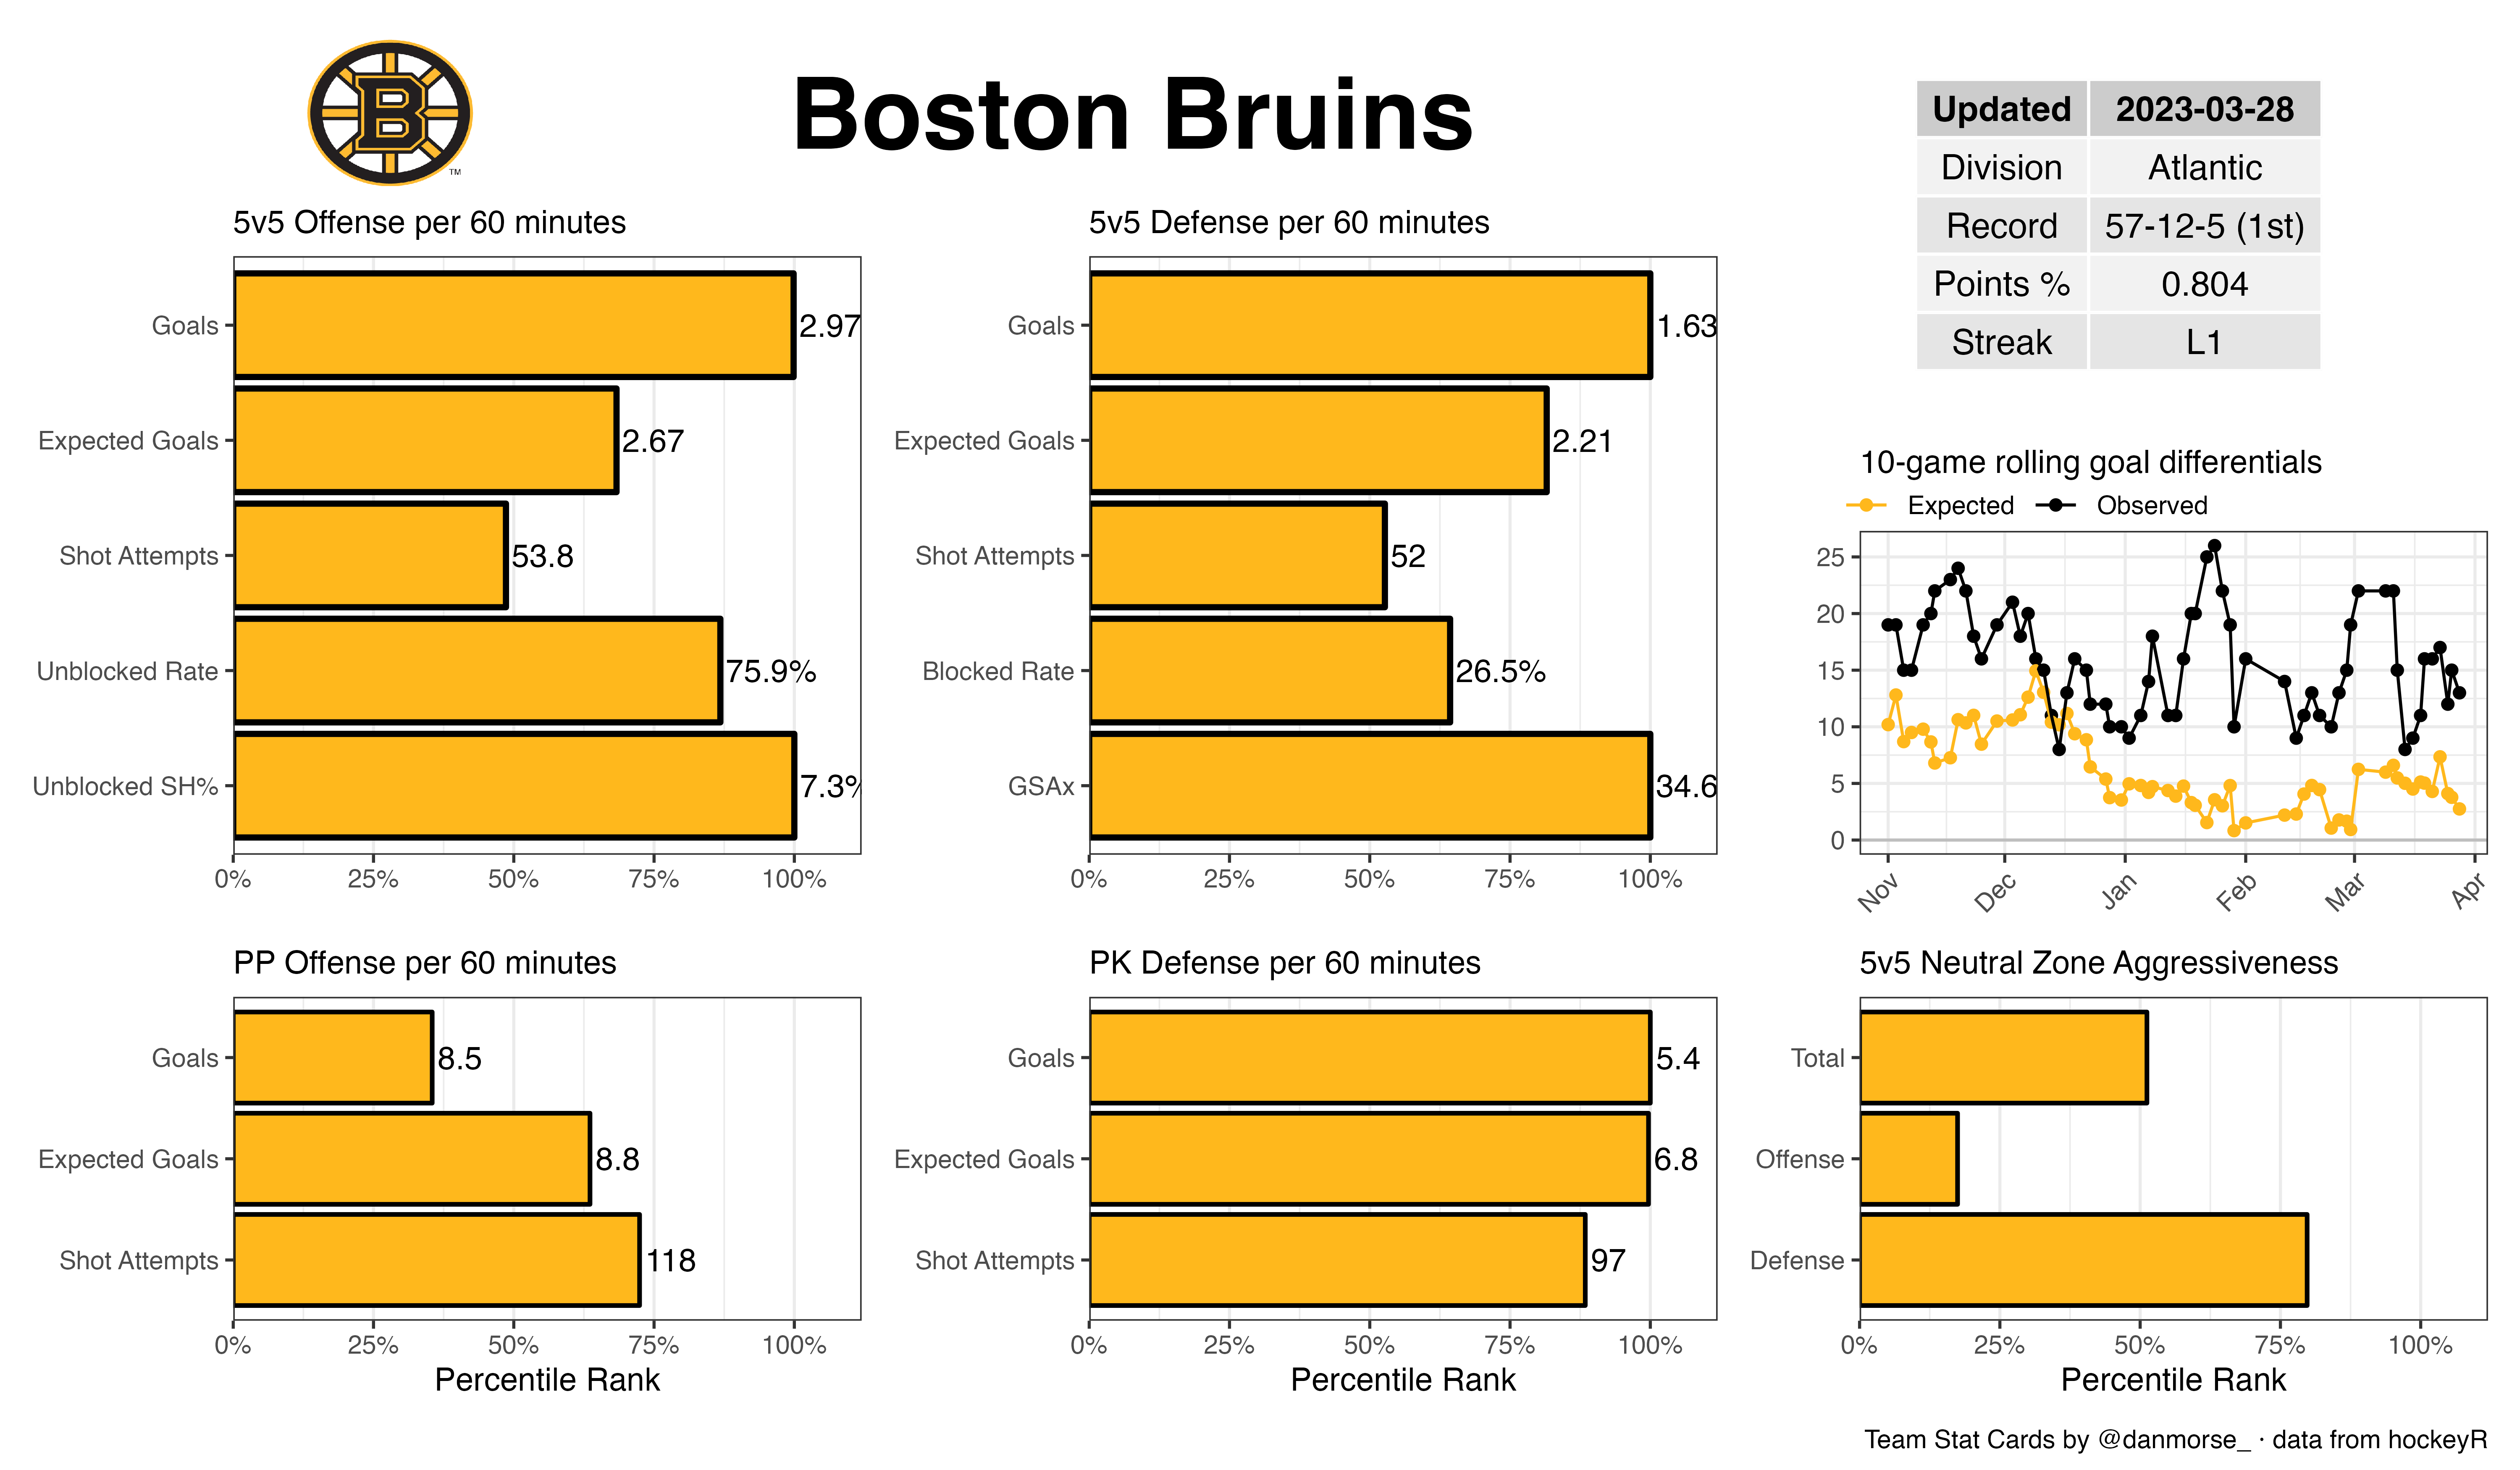 B
TM
Boston Bruins
Updated 2023-03-28
Division Atlantic
Record 57-12-5 (1st)
Points % 0.804
Streak L1
5v5 Offense per 60 minutes
Goals 2.97
Expected Goals 2.67
Shot Attempts 53.8
Unblocked Rate 75.9%
Unblocked SH% 7.3%
0% 25% 50% 75% 100%
5v5 Defense per 60 minutes
Goals 1.63
Expected Goals 2.21
Shot Attempts 52
Blocked Rate 26.5%
GSAx 34.6
0% 25% 50% 75% 100%
10-game rolling goal differentials
Expected Observed
25
20
15
10
5
0
Nov Dec Jan Feb Mar Apr
PP Offense per 60 minutes
Goals 8.5
Expected Goals 8.8
Shot Attempts 118
0% 25% 50% 75% 100%
Percentile Rank
PK Defense per 60 minutes
Goals 5.4
Expected Goals 6.8
Shot Attempts 97
0% 25% 50% 75% 100%
Percentile Rank
5v5 Neutral Zone Aggressiveness
Total
Offense
Defense
0% 25% 50% 75% 100%
Percentile Rank
Team Stat Cards by @danmorse_ · data from hockeyR